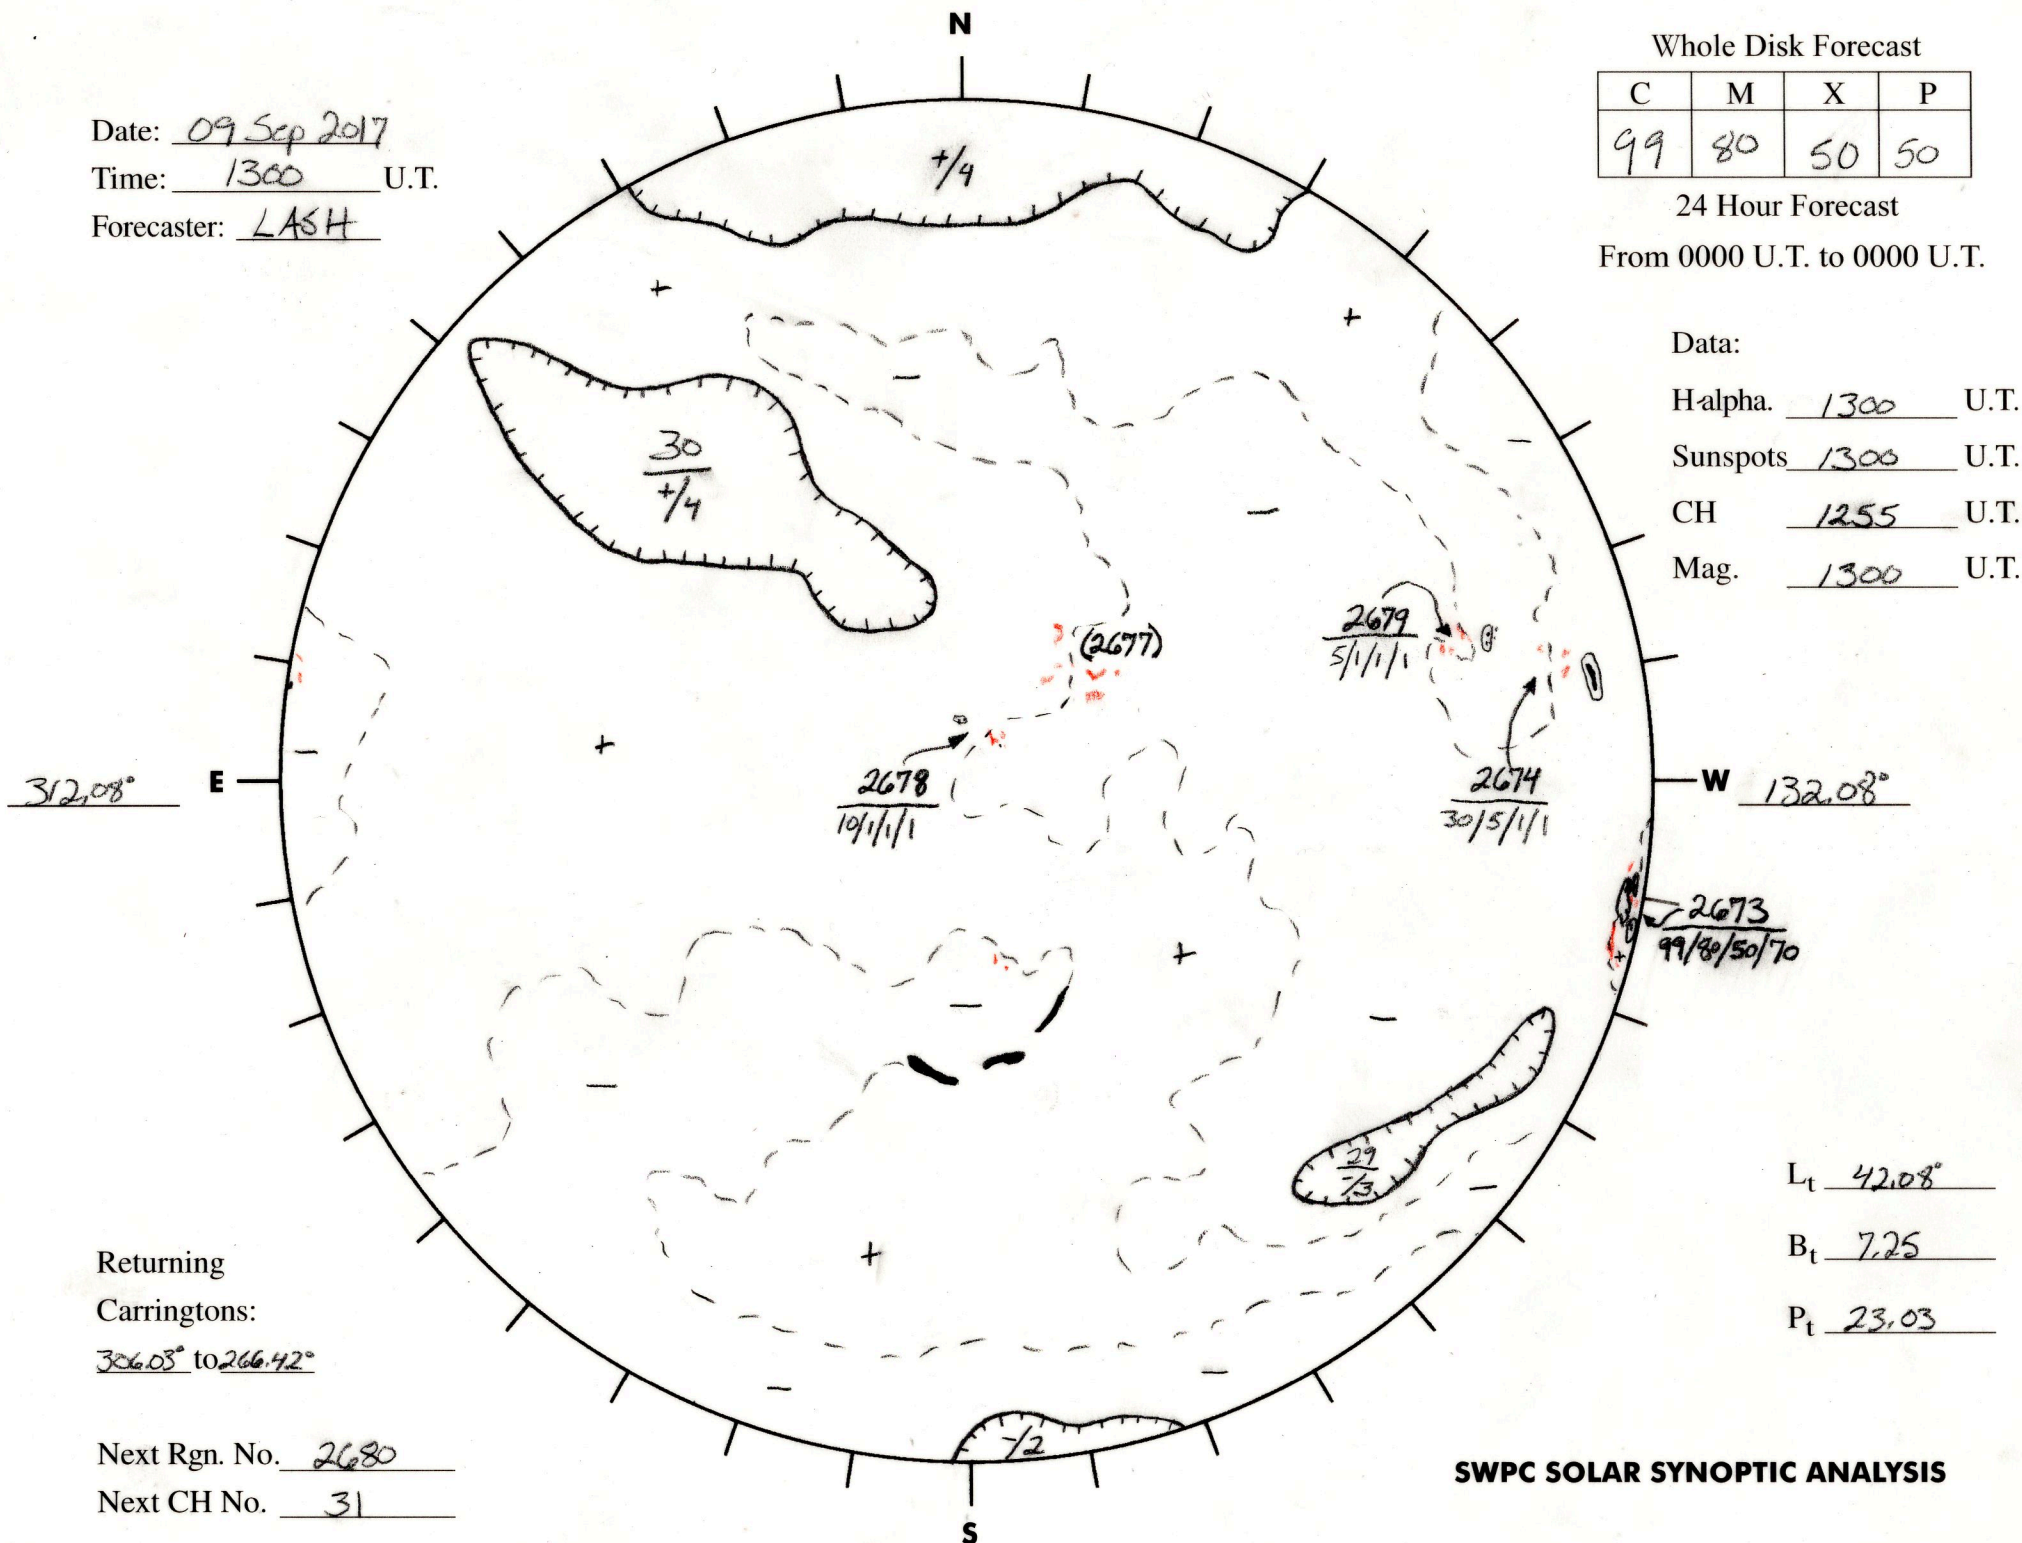 N
Date: 09 Sep 2017
Time: 1300 U.T.
Forecaster: LASH
Whole Disk Forecast
C M X P
99 80 50 50
24 Hour Forecast
From 0000 U.T. to 0000 U.T.
Data:
H-alpha. 1300 U.T.
Sunspots 1300 U.T.
CH 1255 U.T.
Mag. 1300 U.T.
+/4
+
+
-
-
30
+/4
-
(2677)
2679
5/1/1/1
2678
10/1/1/1
2674
30/5/1/1
-
+
312.08° E
W 132.08°
2673
99/80/50/70
+
+
-
-
-
29
-/3
-
+
-
-
-/2
S
Lt 42.08°
Bt 7.25
Pt 23.03
Returning
Carringtons:
306.03° to 266.42°
Next Rgn. No. 2680
Next CH No. 31
SWPC SOLAR SYNOPTIC ANALYSIS